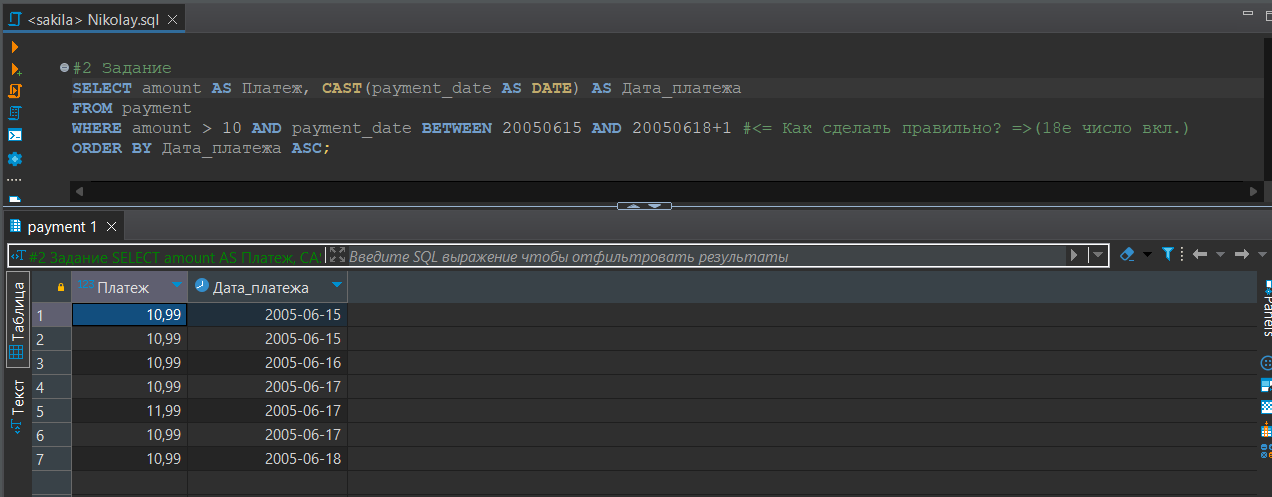 <sakila> Nikolay.sql
#2 Задание
SELECT amount AS Платеж, CAST(payment_date AS DATE) AS Дата_платежа
FROM payment
WHERE amount > 10 AND payment_date BETWEEN 20050615 AND 20050618+1 #<= Как сделать правильно? =>(18е число вкл.)
ORDER BY Дата_платежа ASC;
payment 1
#2 Задание SELECT amount AS Платеж, CAS Введите SQL выражение чтобы отфильтровать результаты
Таблица
Текст
123 Платеж Дата_платежа
1 10,99 2005-06-15
2 10,99 2005-06-15
3 10,99 2005-06-16
4 10,99 2005-06-17
5 11,99 2005-06-17
6 10,99 2005-06-17
7 10,99 2005-06-18
Panels